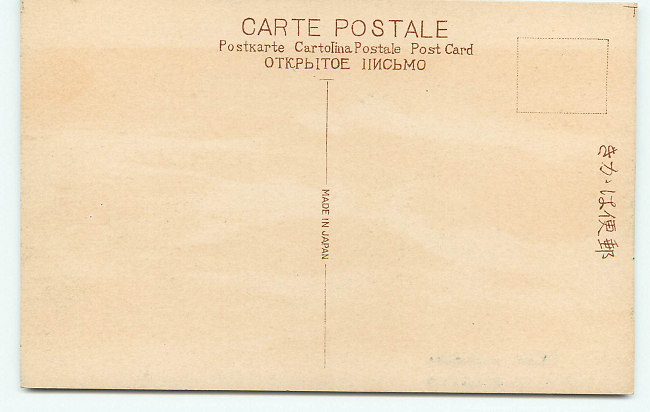 CARTE POSTALE
Postkarte Cartolina Postale Post Card
ОТКРЫТОЕ ПИСЬМО
MADE IN JAPAN
きかは便郵